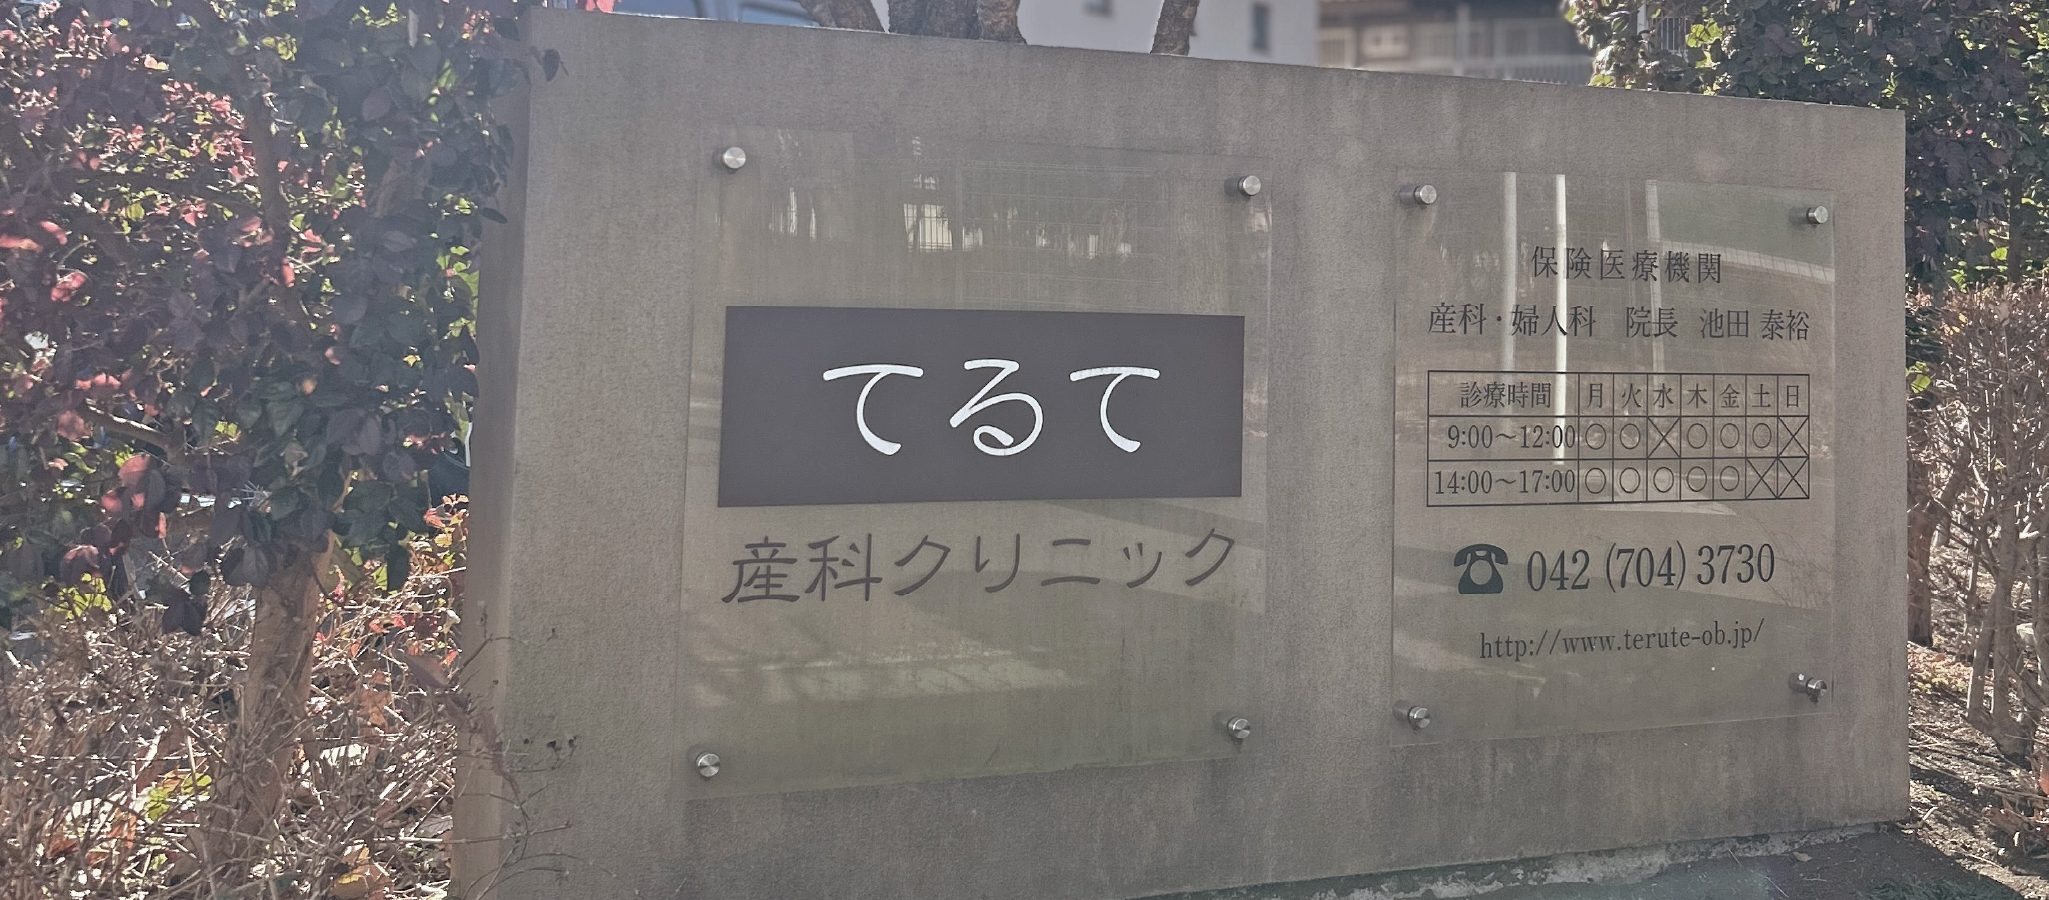 てるて
産科クリニック
保険医療機関
産科・婦人科 院長 池田 泰裕
診療時間 月 火 水 木 金 土 日
9:00～12:00 ○ ○ × ○ ○ ○ ×
14:00～17:00 ○ ○ ○ ○ ○ × ×
☎ 042 (704) 3730
http://www.terute-ob.jp/